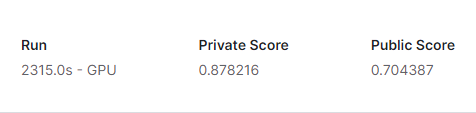 Run Private Score Public Score
2315.0s - GPU 0.878216 0.704387